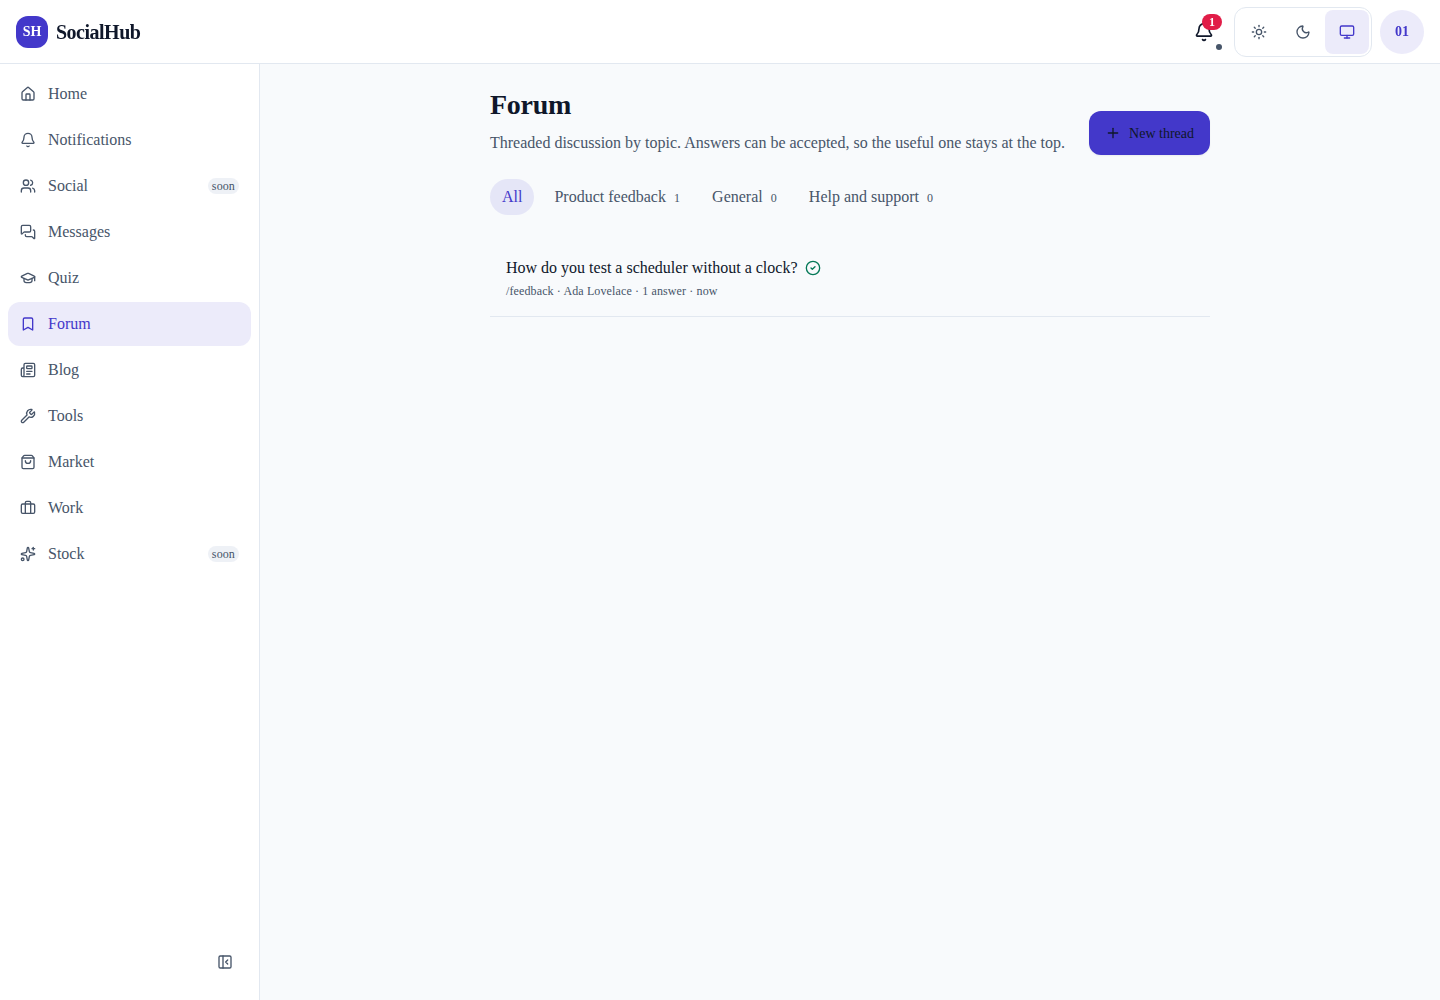 SH SocialHub
1
01
Home
Notifications
Social soon
Messages
Quiz
Forum
Blog
Tools
Market
Work
Stock soon
Forum
Threaded discussion by topic. Answers can be accepted, so the useful one stays at the top.
New thread
All Product feedback 1 General 0 Help and support 0
How do you test a scheduler without a clock?
/feedback · Ada Lovelace · 1 answer · now